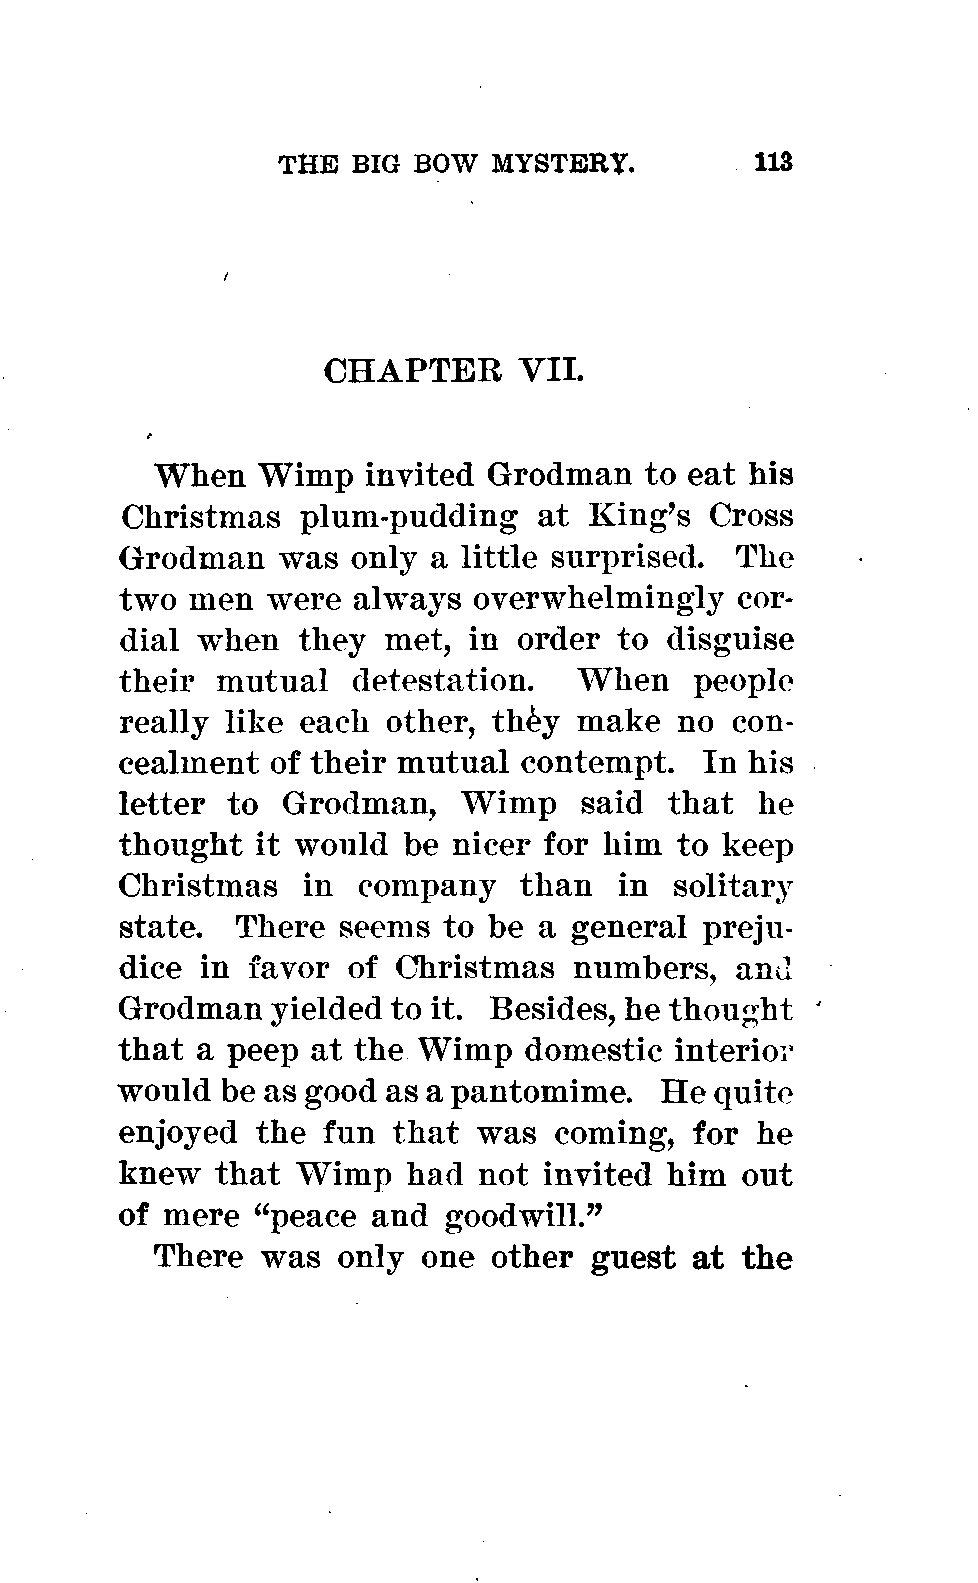 THE BIG BOW MYSTERY. 113
CHAPTER VII.
When Wimp invited Grodman to eat his
Christmas plum-pudding at King's Cross
Grodman was only a little surprised. The
two men were always overwhelmingly cor-
dial when they met, in order to disguise
their mutual detestation. When people
really like each other, they make no con-
cealment of their mutual contempt. In his
letter to Grodman, Wimp said that he
thought it would be nicer for him to keep
Christmas in company than in solitary
state. There seems to be a general preju-
dice in favor of Christmas numbers, and
Grodman yielded to it. Besides, he thought
that a peep at the Wimp domestic interior
would be as good as a pantomime. He quite
enjoyed the fun that was coming, for he
knew that Wimp had not invited him out
of mere “peace and goodwill.”
There was only one other guest at the